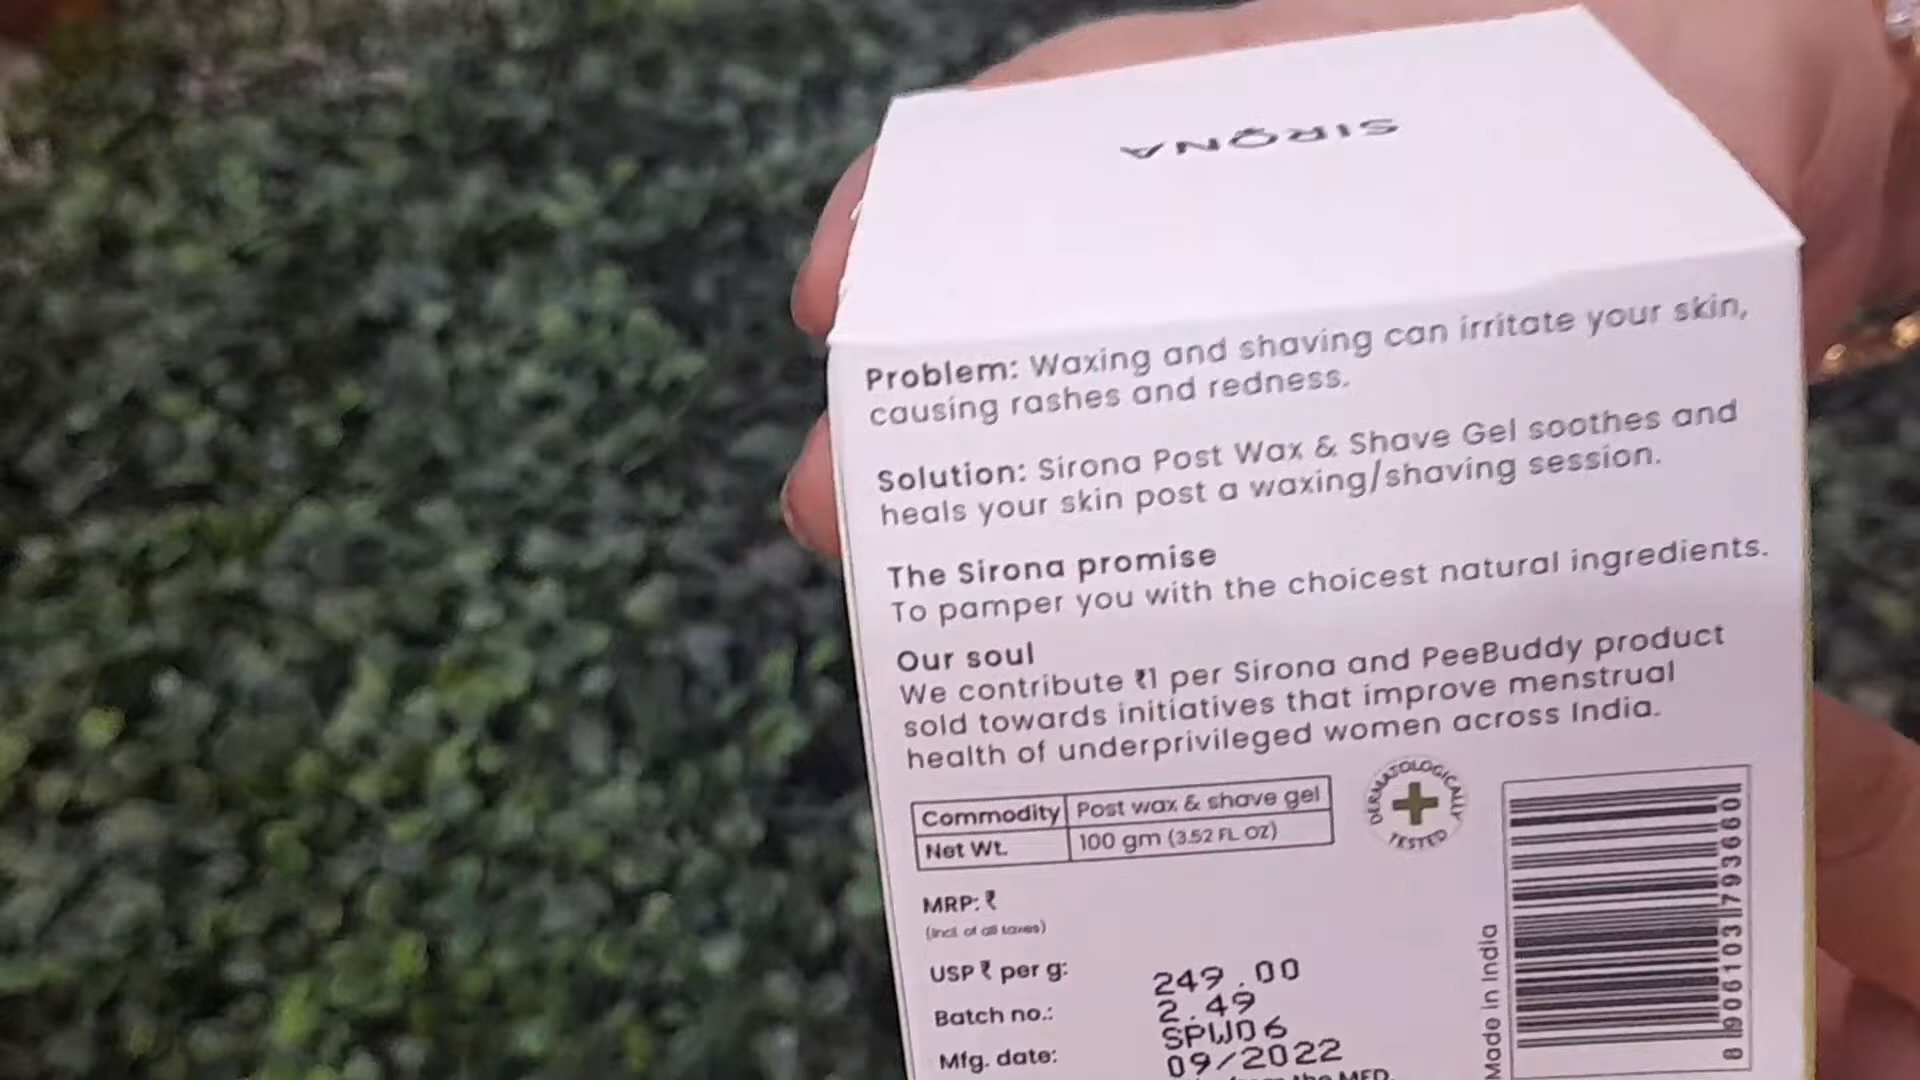 SIRONA
Problem: Waxing and shaving can irritate your skin,
causing rashes and redness.
Solution: Sirona Post Wax & Shave Gel soothes and
heals your skin post a waxing/shaving session.
The Sirona promise
To pamper you with the choicest natural ingredients.
Our soul
We contribute ₹1 per Sirona and PeeBuddy product
sold towards initiatives that improve menstrual
health of underprivileged women across India.
Commodity Post wax & shave gel
Net Wt. 100 gm (3.52 FL OZ)
DERMATOLOGICALLY TESTED
MRP: ₹
(incl. of all taxes)
USP ₹ per g:
249.00
Batch no.:
2.49
SPWD6
Mfg. date:
09/2022
the MFD.
Made in India
8906103793660